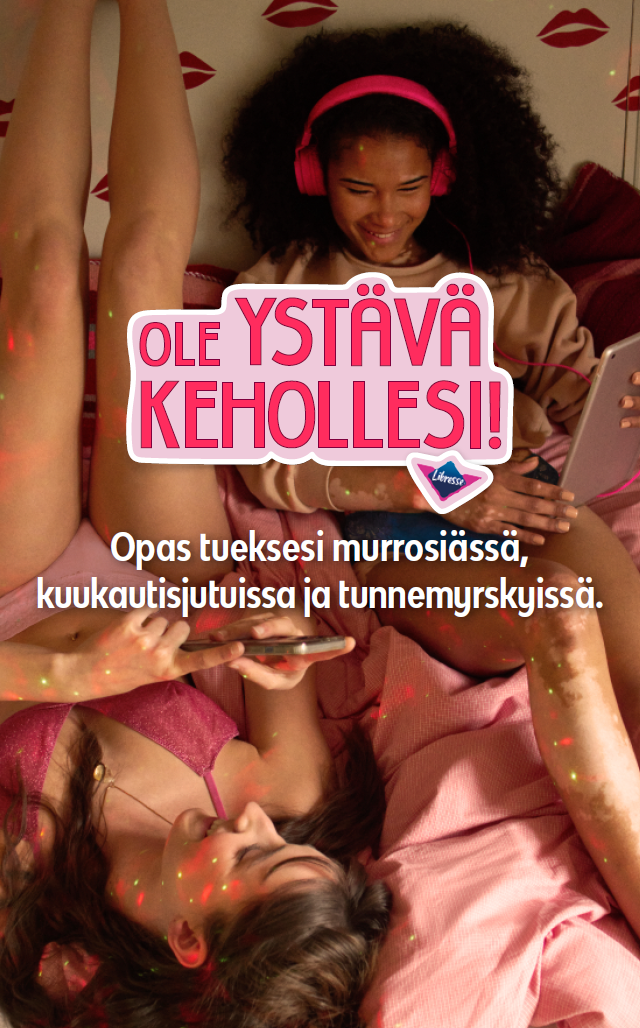 OLE YSTÄVÄ
KEHOLLESI!
Libresse
Opas tueksesi murrosiässä,
kuukautisjutuissa ja tunnemyrskyissä.